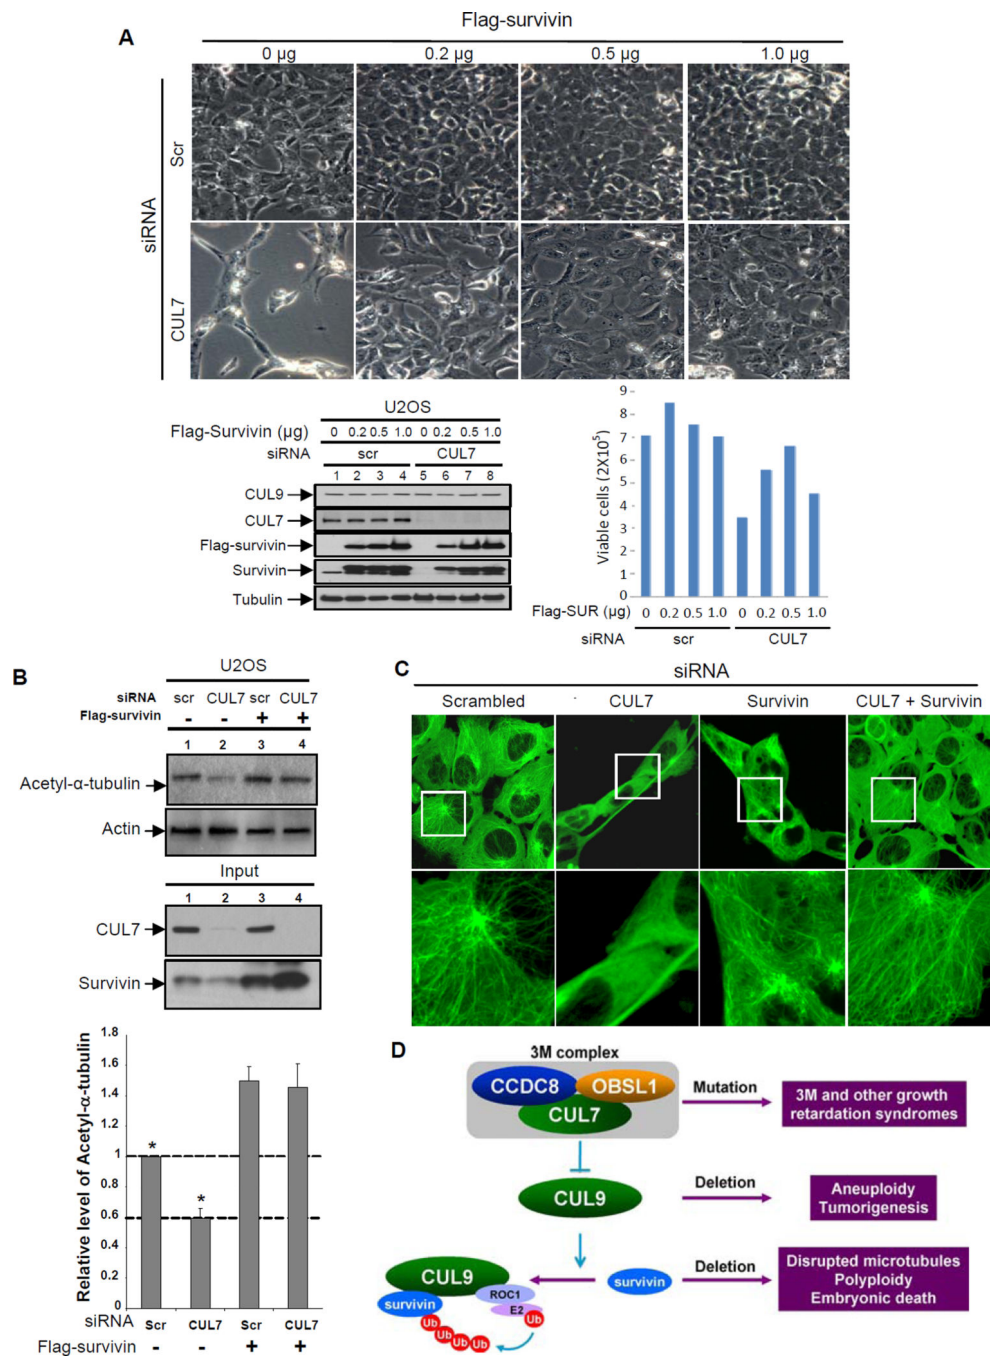 Flag-survivin
A
0 µg 0.2 µg 0.5 µg 1.0 µg
siRNA
Scr
CUL7
U2OS
Flag-Survivin (µg) 0 0.2 0.5 1.0 0 0.2 0.5 1.0
siRNA scr CUL7
1 2 3 4 5 6 7 8
CUL9
CUL7
Flag-survivin
Survivin
Tubulin
Viable cells (2X10⁵)
9
8
7
6
5
4
3
2
1
0
Flag-SUR (µg) 0 0.2 0.5 1.0 0 0.2 0.5 1.0
siRNA scr CUL7
B
U2OS
siRNA scr CUL7 scr CUL7
Flag-survivin - - + +
1 2 3 4
Acetyl-α-tubulin
Actin
Input
1 2 3 4
CUL7
Survivin
Relative level of Acetyl-α-tubulin
1.8
1.6
1.4
1.2
1
0.8
0.6
0.4
0.2
0
* *
siRNA Scr CUL7 Scr CUL7
Flag-survivin - - + +
C
siRNA
Scrambled CUL7 Survivin CUL7 + Survivin
D
3M complex
CCDC8 OBSL1
CUL7
Mutation
3M and other growth
retardation syndromes
CUL9
Deletion
Aneuploidy
Tumorigenesis
CUL9
survivin
ROC1
E2
Ub
Ub Ub Ub Ub
survivin
Deletion
Disrupted microtubules
Polyploidy
Embryonic death